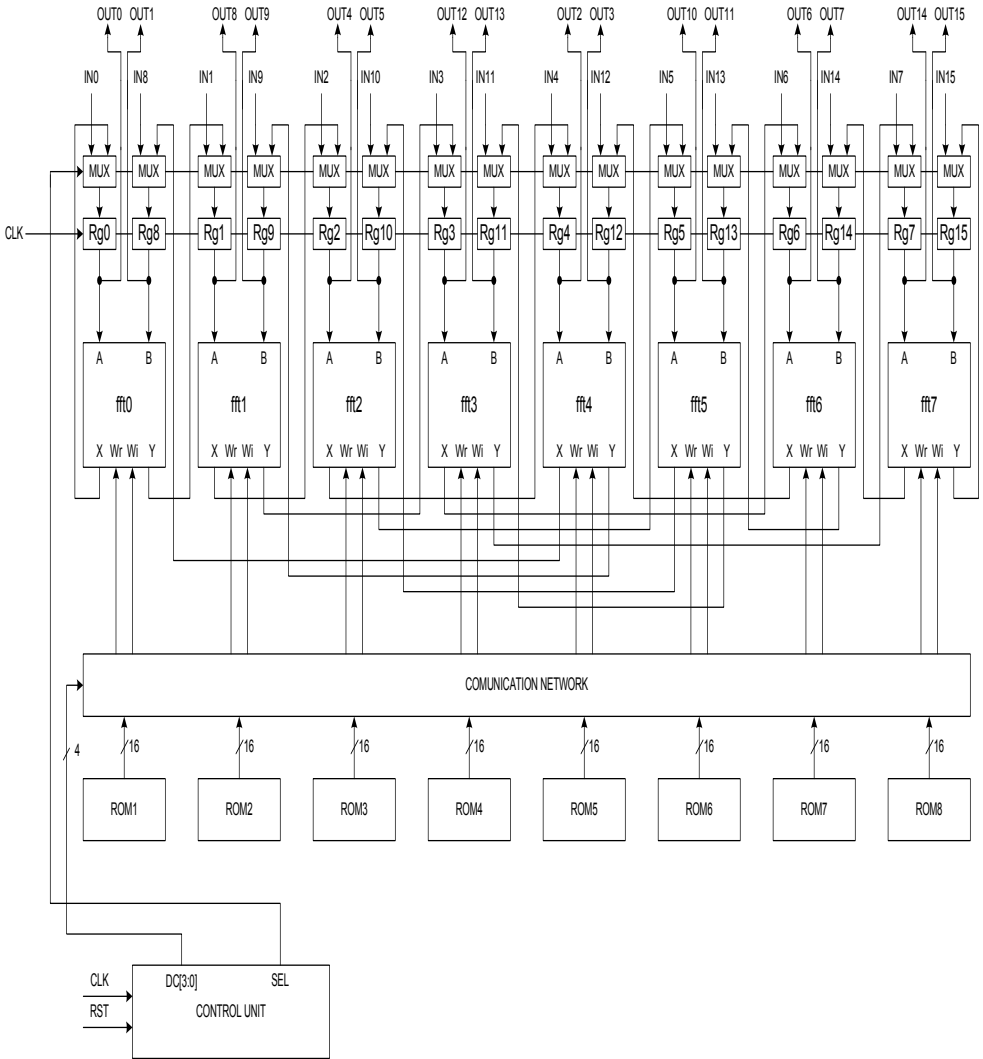 OUT0 OUT1 OUT8 OUT9 OUT4 OUT5 OUT12 OUT13 OUT2 OUT3 OUT10 OUT11 OUT6 OUT7 OUT14 OUT15
IN0 IN8 IN1 IN9 IN2 IN10 IN3 IN11 IN4 IN12 IN5 IN13 IN6 IN14 IN7 IN15
MUX MUX MUX MUX MUX MUX MUX MUX MUX MUX MUX MUX MUX MUX MUX MUX
CLK Rg0 Rg8 Rg1 Rg9 Rg2 Rg10 Rg3 Rg11 Rg4 Rg12 Rg5 Rg13 Rg6 Rg14 Rg7 Rg15
A B A B A B A B A B A B A B A B
fft0 fft1 fft2 fft3 fft4 fft5 fft6 fft7
X Wr Wi Y X Wr Wi Y X Wr Wi Y X Wr Wi Y X Wr Wi Y X Wr Wi Y X Wr Wi Y X Wr Wi Y
COMUNICATION NETWORK
4 16 16 16 16 16 16 16 16
ROM1 ROM2 ROM3 ROM4 ROM5 ROM6 ROM7 ROM8
CLK DC[3:0] SEL
RST CONTROL UNIT